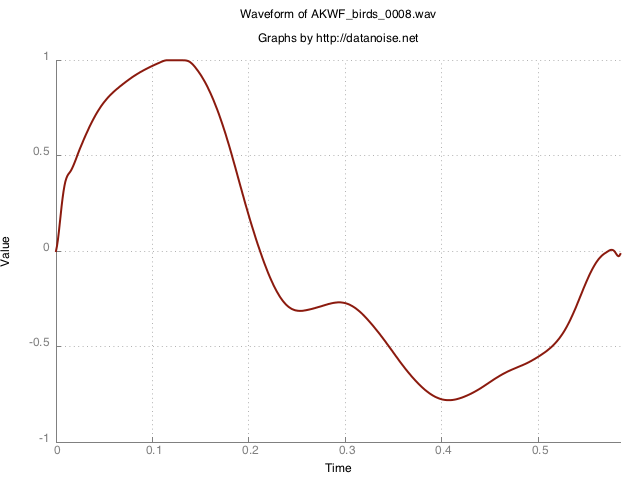 Waveform of AKWF_birds_0008.wav
Graphs by http://datanoise.net
1
0.5
0
-0.5
-1
Value
0 0.1 0.2 0.3 0.4 0.5
Time